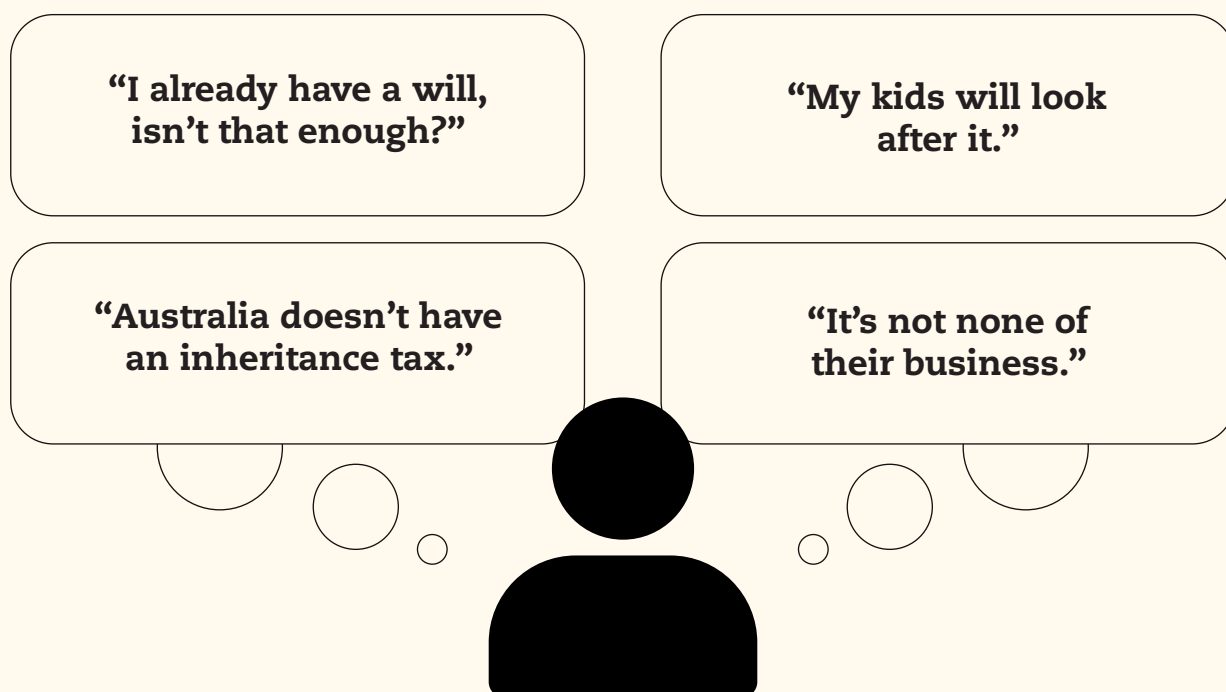 “I already have a will,
isn’t that enough?”
“My kids will look
after it.”
“Australia doesn’t have
an inheritance tax.”
“It’s not none of
their business.”